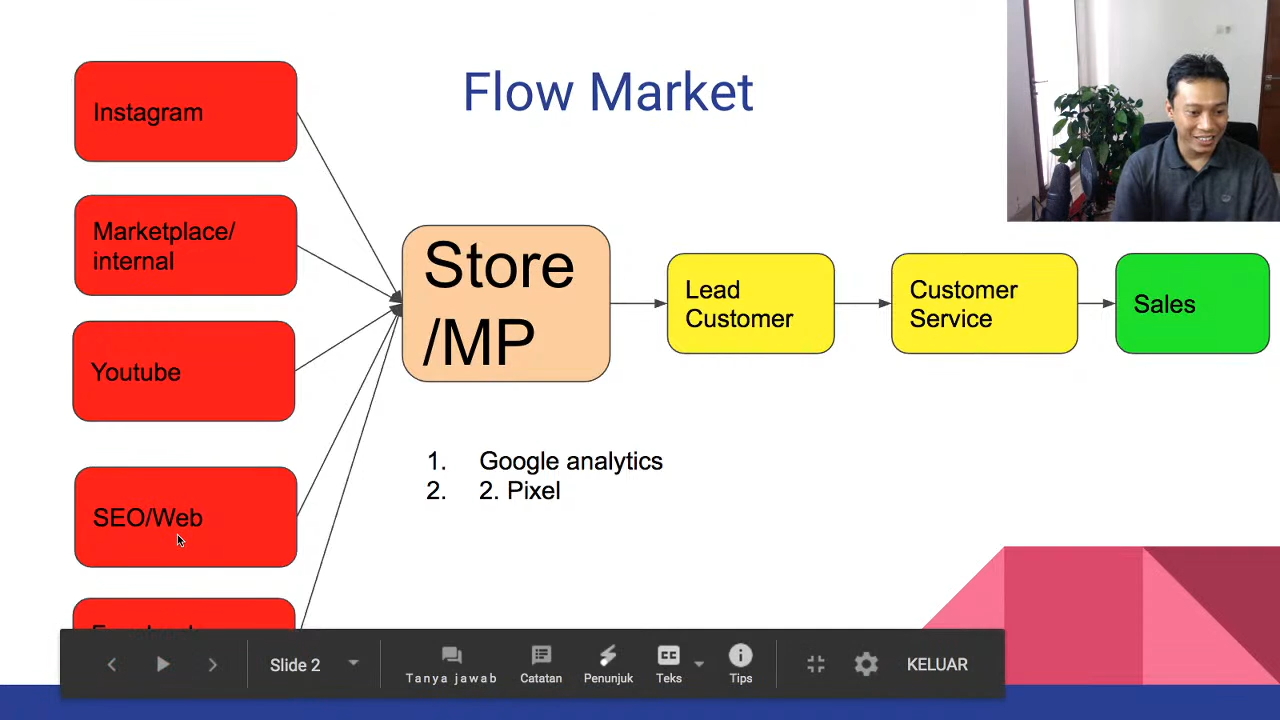 Flow Market
Instagram
Marketplace/
internal
Youtube
SEO/Web
Store
/MP
Lead
Customer
Customer
Service
Sales
1. Google analytics
2. 2. Pixel
Slide 2
Tanya jawab
Catatan
Penunjuk
CC
Teks
Tips
KELUAR